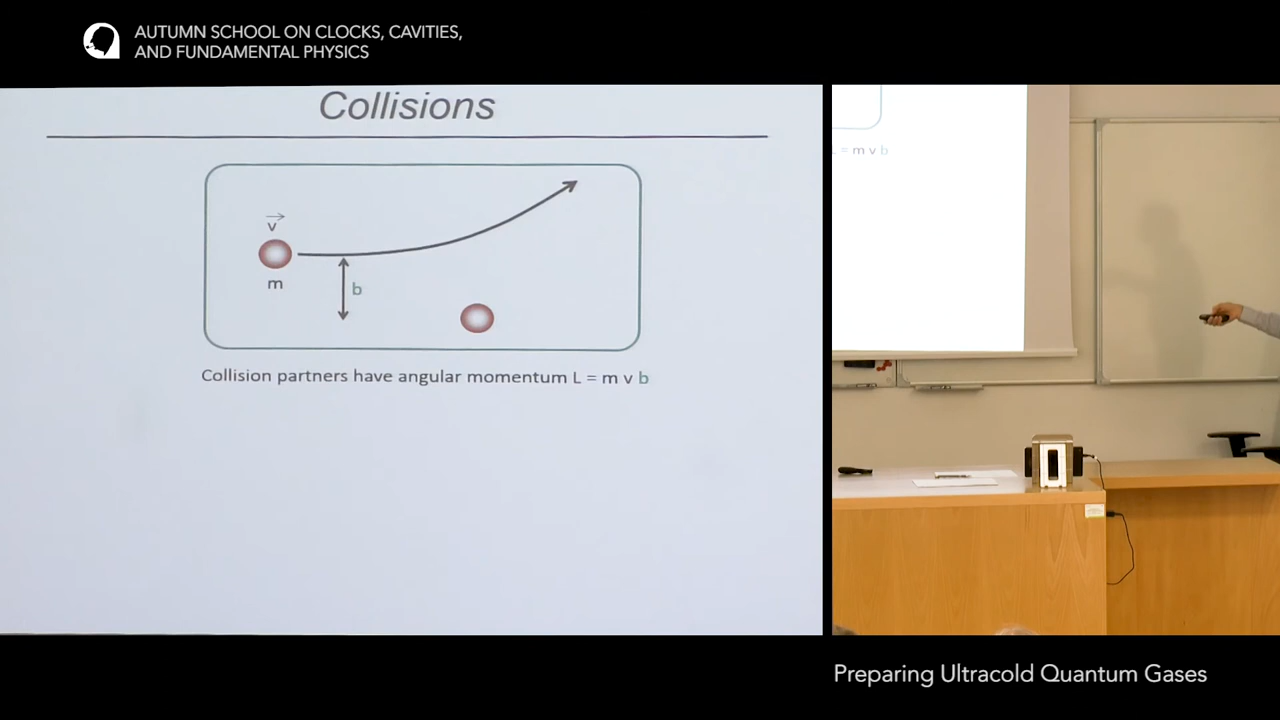 AUTUMN SCHOOL ON CLOCKS, CAVITIES,
AND FUNDAMENTAL PHYSICS
Collisions
v
m
b
Collision partners have angular momentum L = m v b
= m v b
Preparing Ultracold Quantum Gases